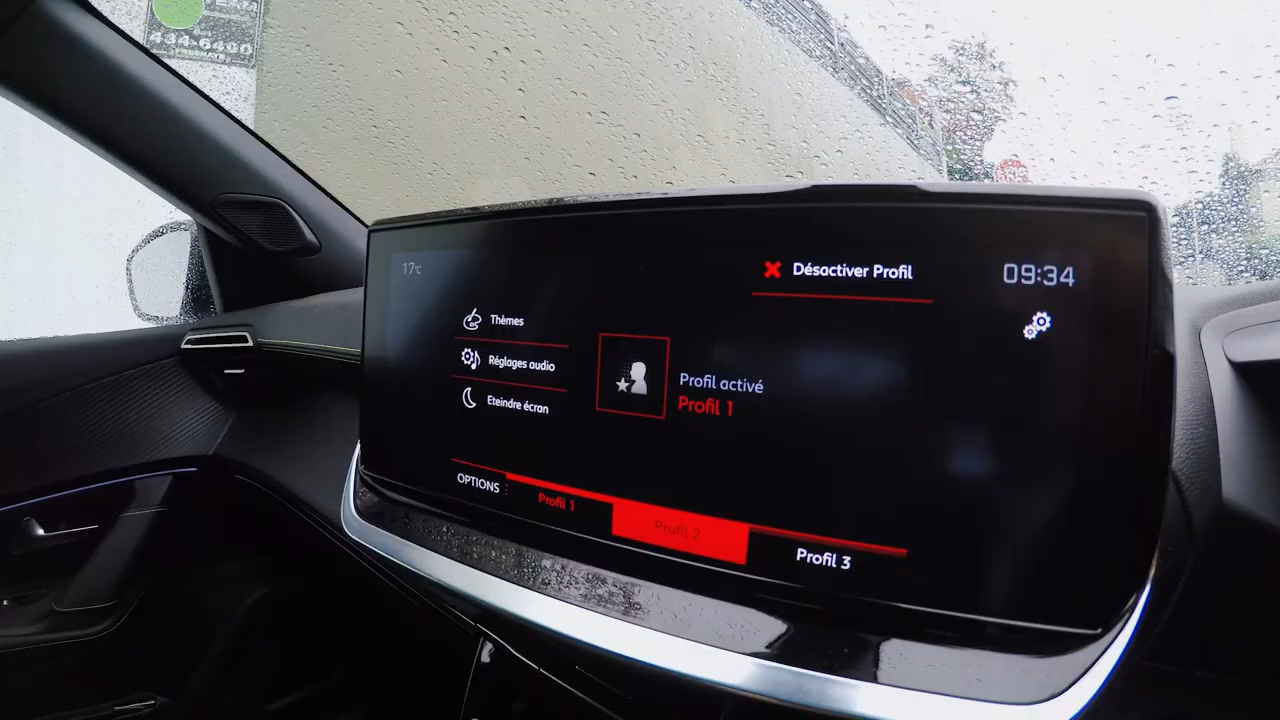 434-6460
17°C
Désactiver Profil
09:34
Thèmes
Réglages audio
Eteindre écran
Profil activé
Profil 1
OPTIONS
Profil 1
Profil 2
Profil 3